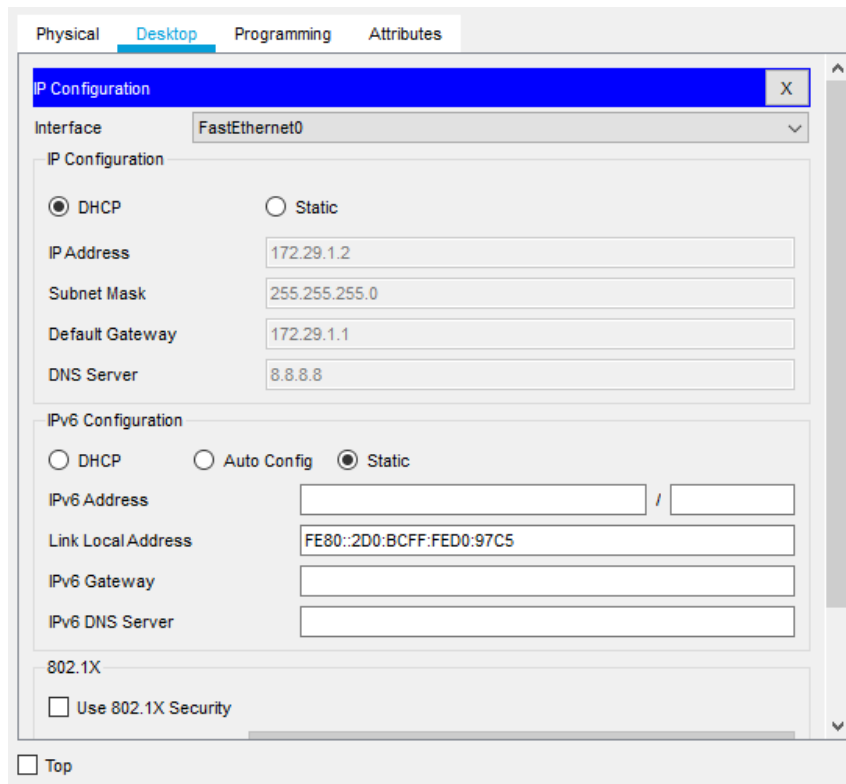 Physical Desktop Programming Attributes
IP Configuration X
Interface FastEthernet0
IP Configuration
DHCP Static
IP Address 172.29.1.2
Subnet Mask 255.255.255.0
Default Gateway 172.29.1.1
DNS Server 8.8.8.8
IPv6 Configuration
DHCP Auto Config Static
IPv6 Address /
Link Local Address FE80::2D0:BCFF:FED0:97C5
IPv6 Gateway
IPv6 DNS Server
802.1X
Use 802.1X Security
Top